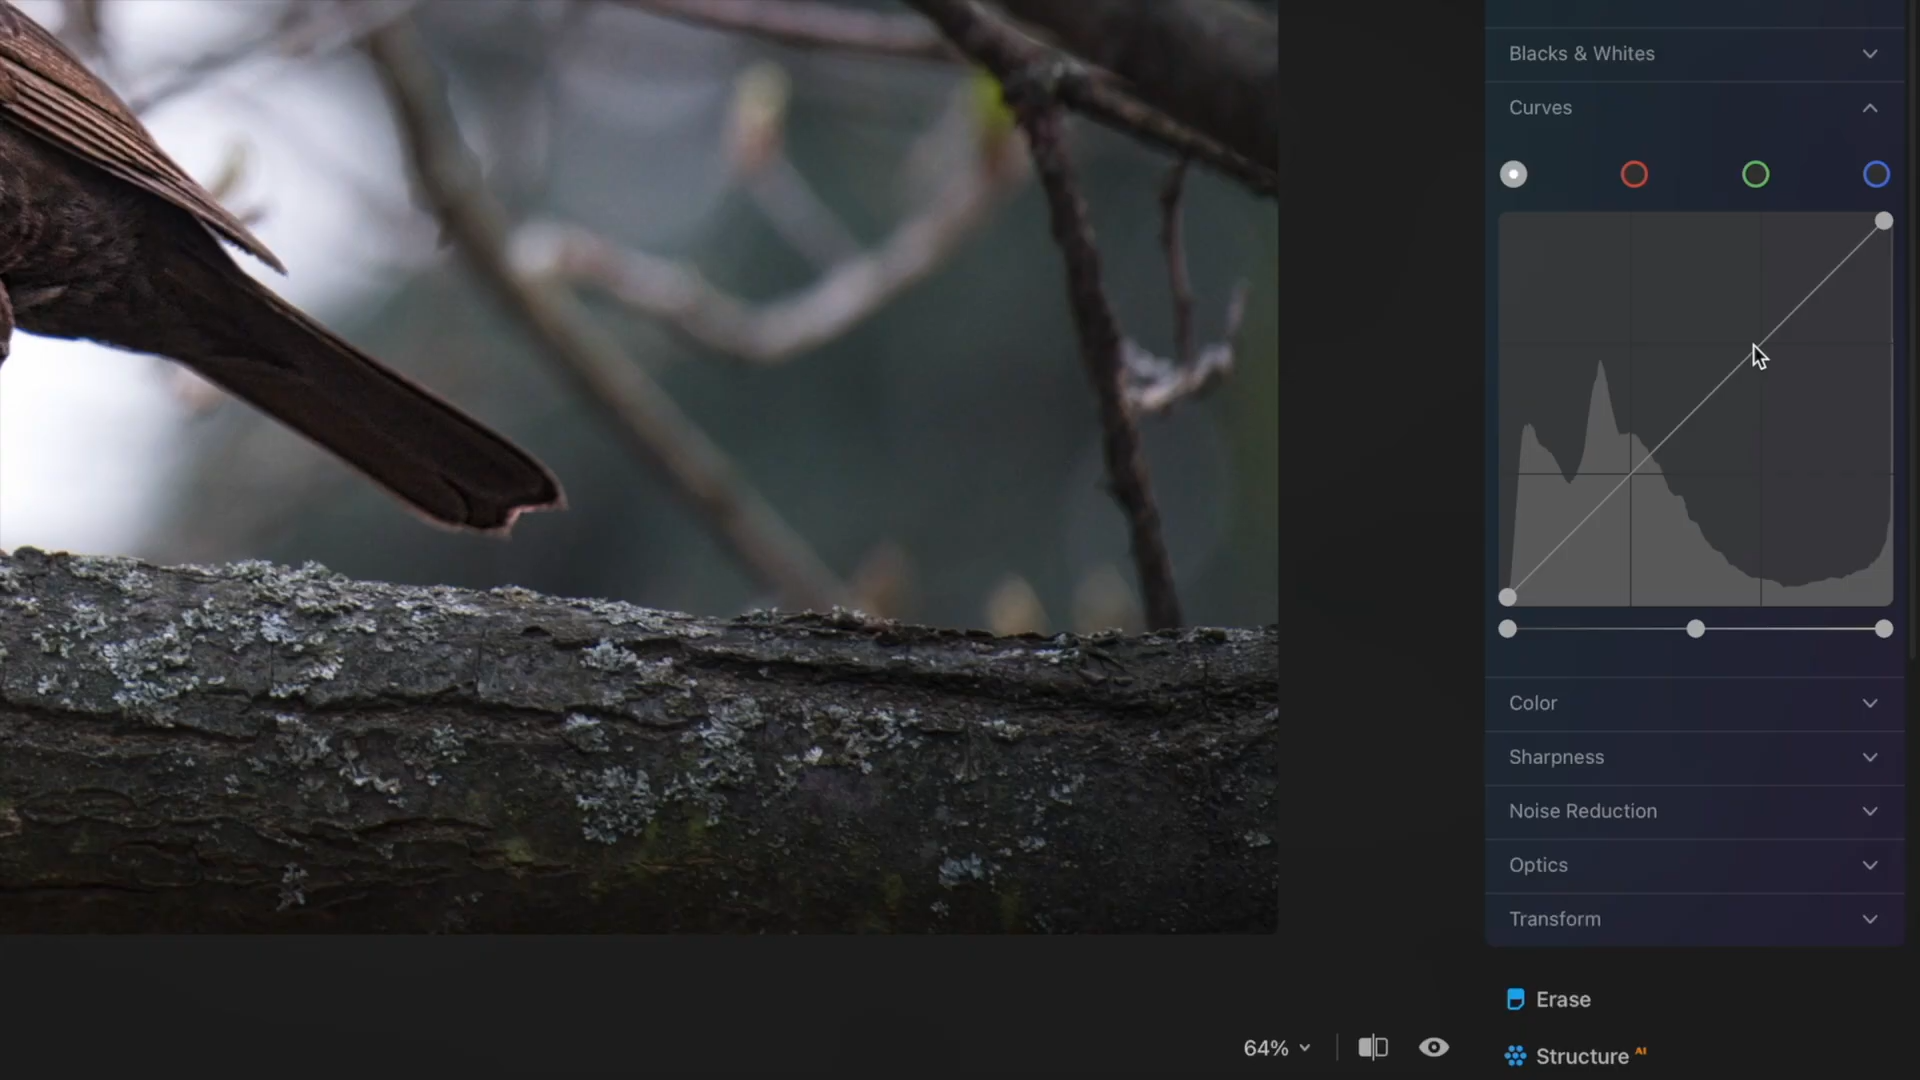 Blacks & Whites
Curves
Color
Sharpness
Noise Reduction
Optics
Transform
Erase
64%
Structure AI